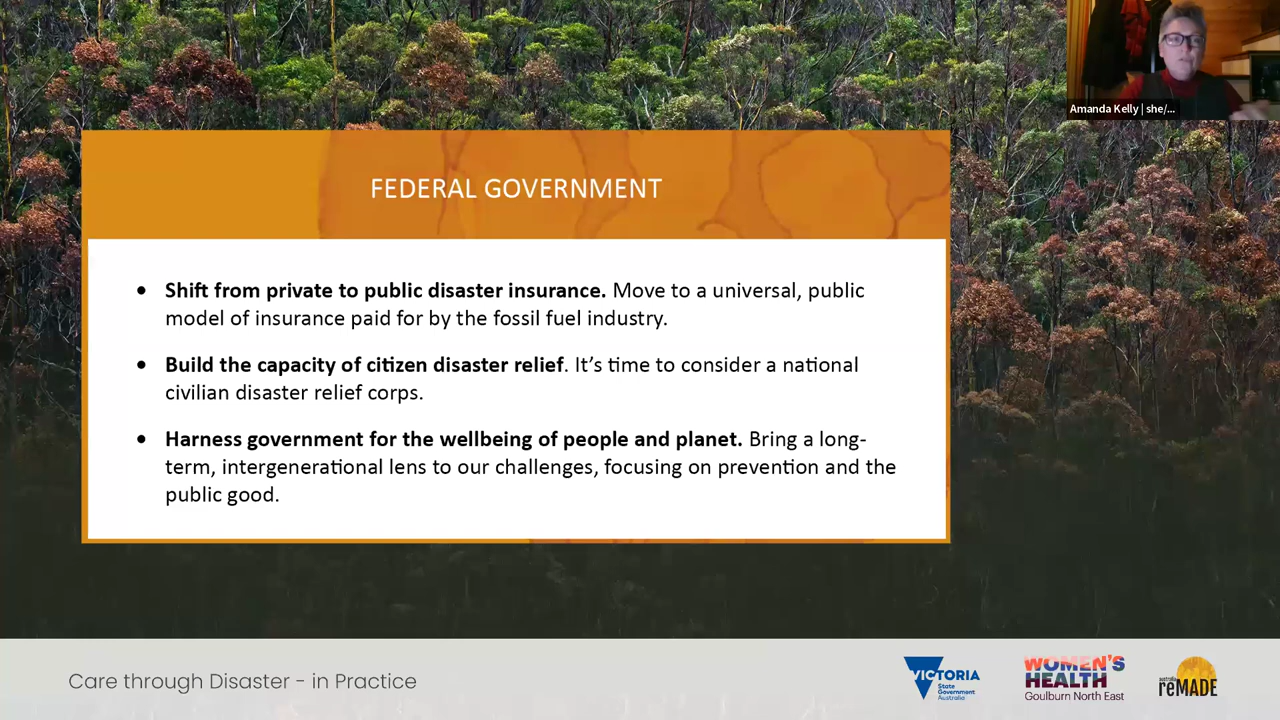 Amanda Kelly | she/...
FEDERAL GOVERNMENT
• Shift from private to public disaster insurance. Move to a universal, public
model of insurance paid for by the fossil fuel industry.
• Build the capacity of citizen disaster relief. It’s time to consider a national
civilian disaster relief corps.
• Harness government for the wellbeing of people and planet. Bring a long-
term, intergenerational lens to our challenges, focusing on prevention and the
public good.
Care through Disaster - in Practice
VICTORIA
State
Government
Australia
WOMEN'S
HEALTH
Goulburn North East
australia
reMADE